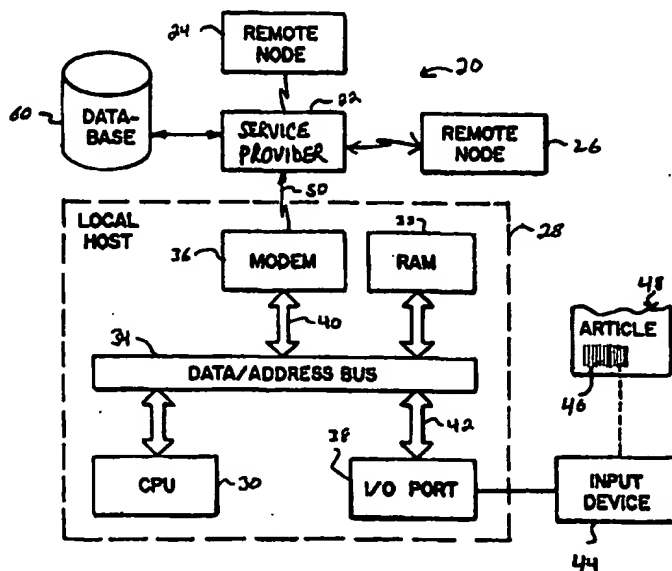 24
REMOTE
NODE
20
60
DATA-
BASE
22
SERVICE
PROVIDER
REMOTE
NODE
26
50
LOCAL
HOST
28
36
MODEM
RAM
48
ARTICLE
46
40
34
DATA/ADDRESS BUS
42
38
CPU
30
I/O PORT
INPUT
DEVICE
44